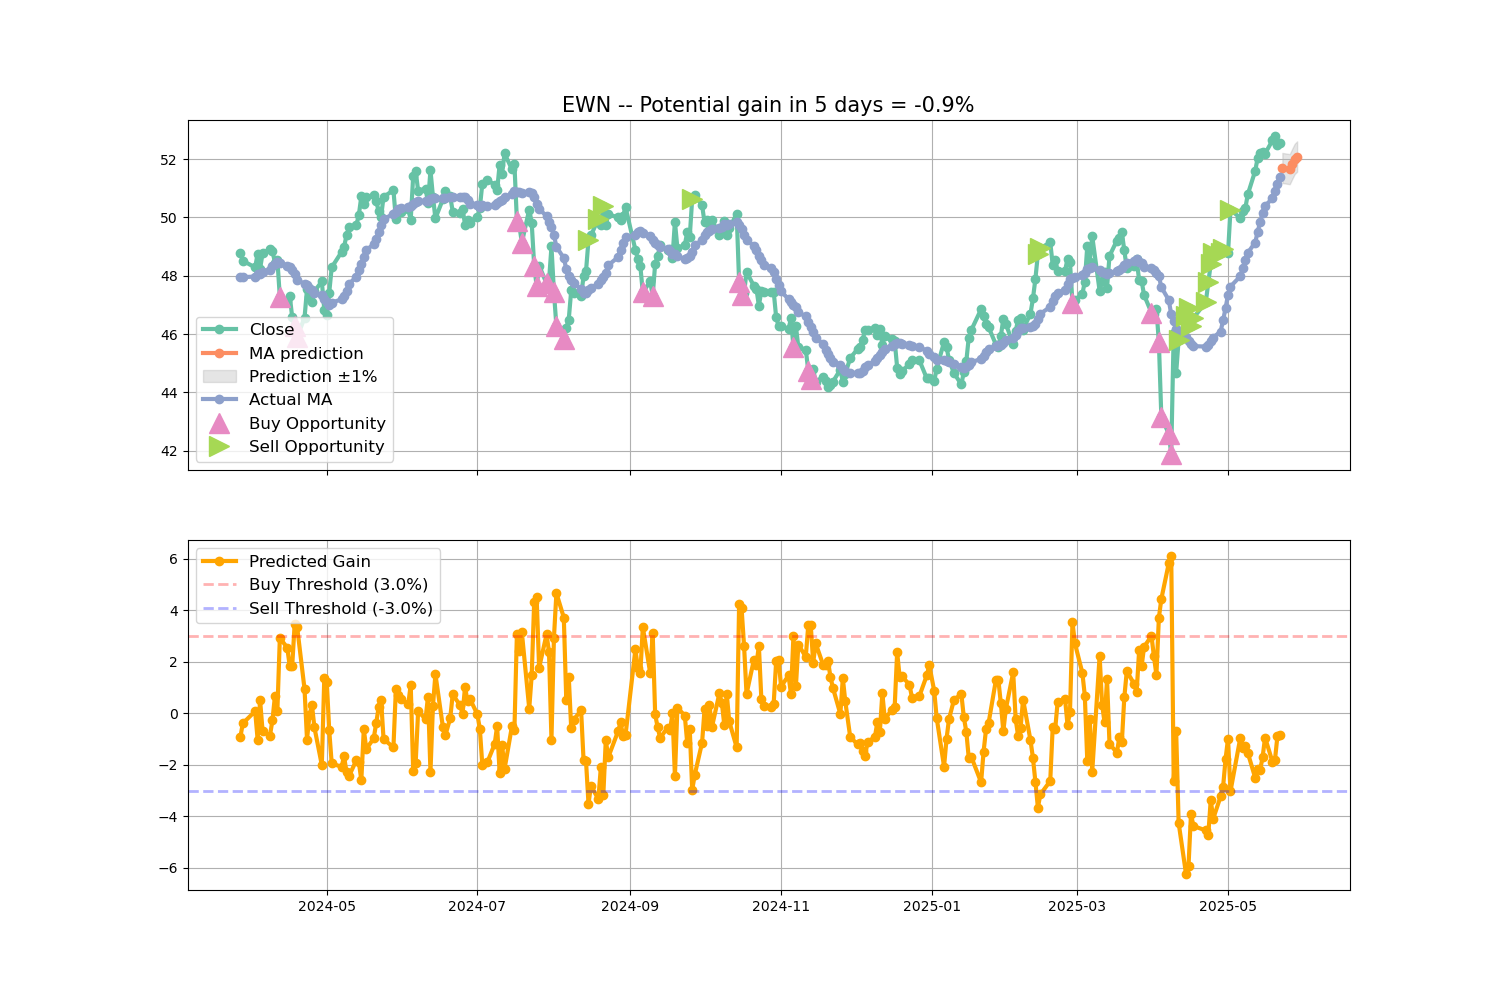 EWN -- Potential gain in 5 days = -0.9%
52
50
48
46
44
42
Close
MA prediction
Prediction ±1%
Actual MA
Buy Opportunity
Sell Opportunity
6
4
2
0
−2
−4
−6
Predicted Gain
Buy Threshold (3.0%)
Sell Threshold (-3.0%)
2024-05
2024-07
2024-09
2024-11
2025-01
2025-03
2025-05